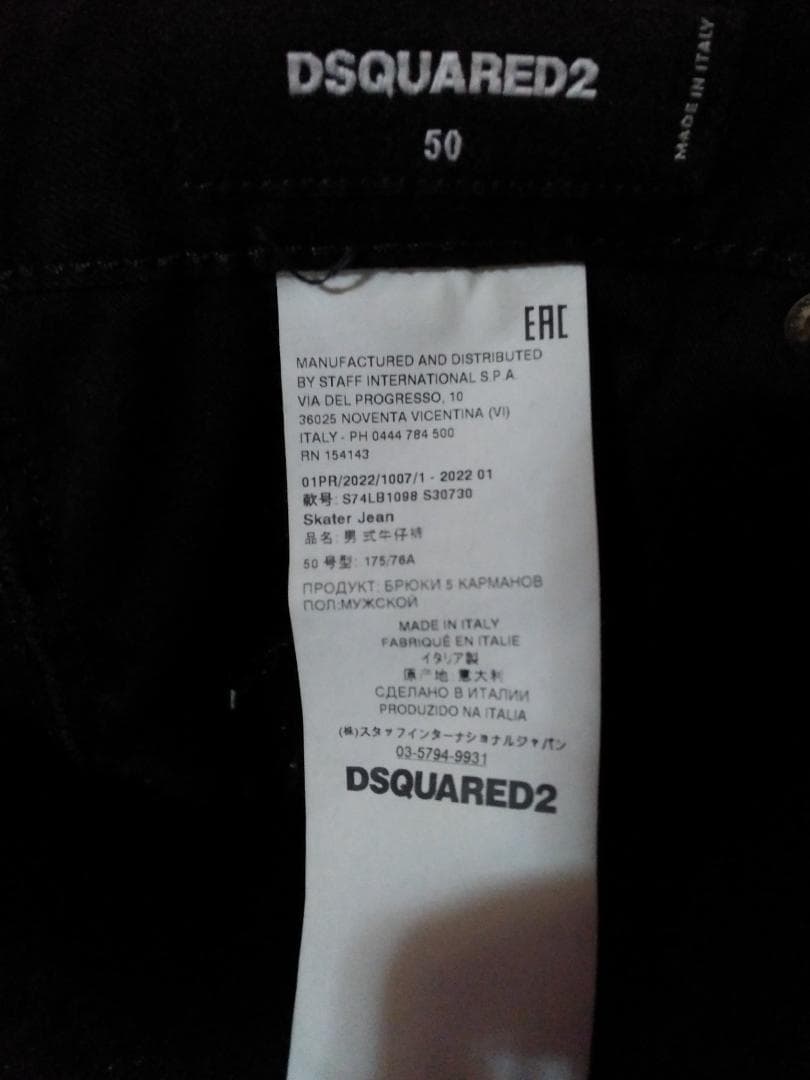 DSQUARED2
50
MADE IN ITALY
EAC
MANUFACTURED AND DISTRIBUTED
BY STAFF INTERNATIONAL S.P.A.
VIA DEL PROGRESSO, 10
36025 NOVENTA VICENTINA (VI)
ITALY - PH 0444 784 500
RN 154143
01PR/2022/1007/1 - 2022 01
款号: S74LB1098 S30730
Skater Jean
品名: 男式牛仔裤
50 号型: 175/76A
ПРОДУКТ: БРЮКИ 5 КАРМАНОВ
ПОЛ:МУЖСКОЙ
MADE IN ITALY
FABRIQUÉ EN ITALIE
イタリア製
原产地: 意大利
СДЕЛАНО В ИТАЛИИ
PRODUZIDO NA ITALIA
(株)スタッフインターナショナルジャパン
03-5794-9931
DSQUARED2